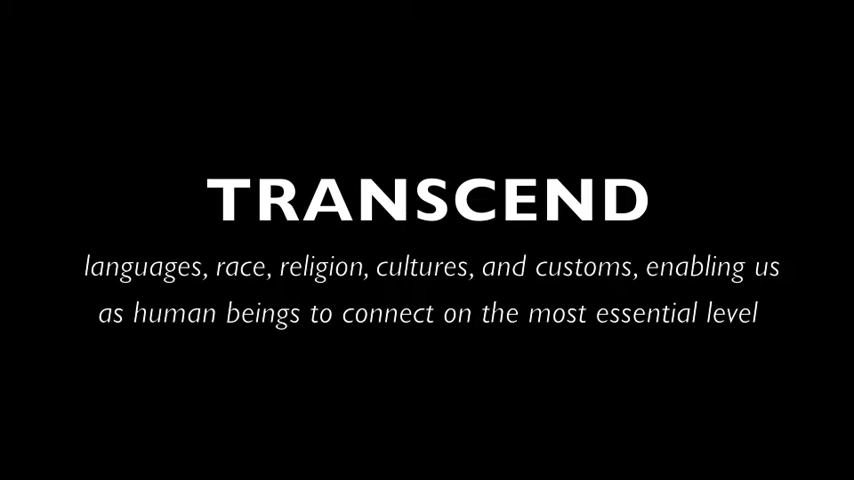 TRANSCEND
languages, race, religion, cultures, and customs, enabling us
as human beings to connect on the most essential level